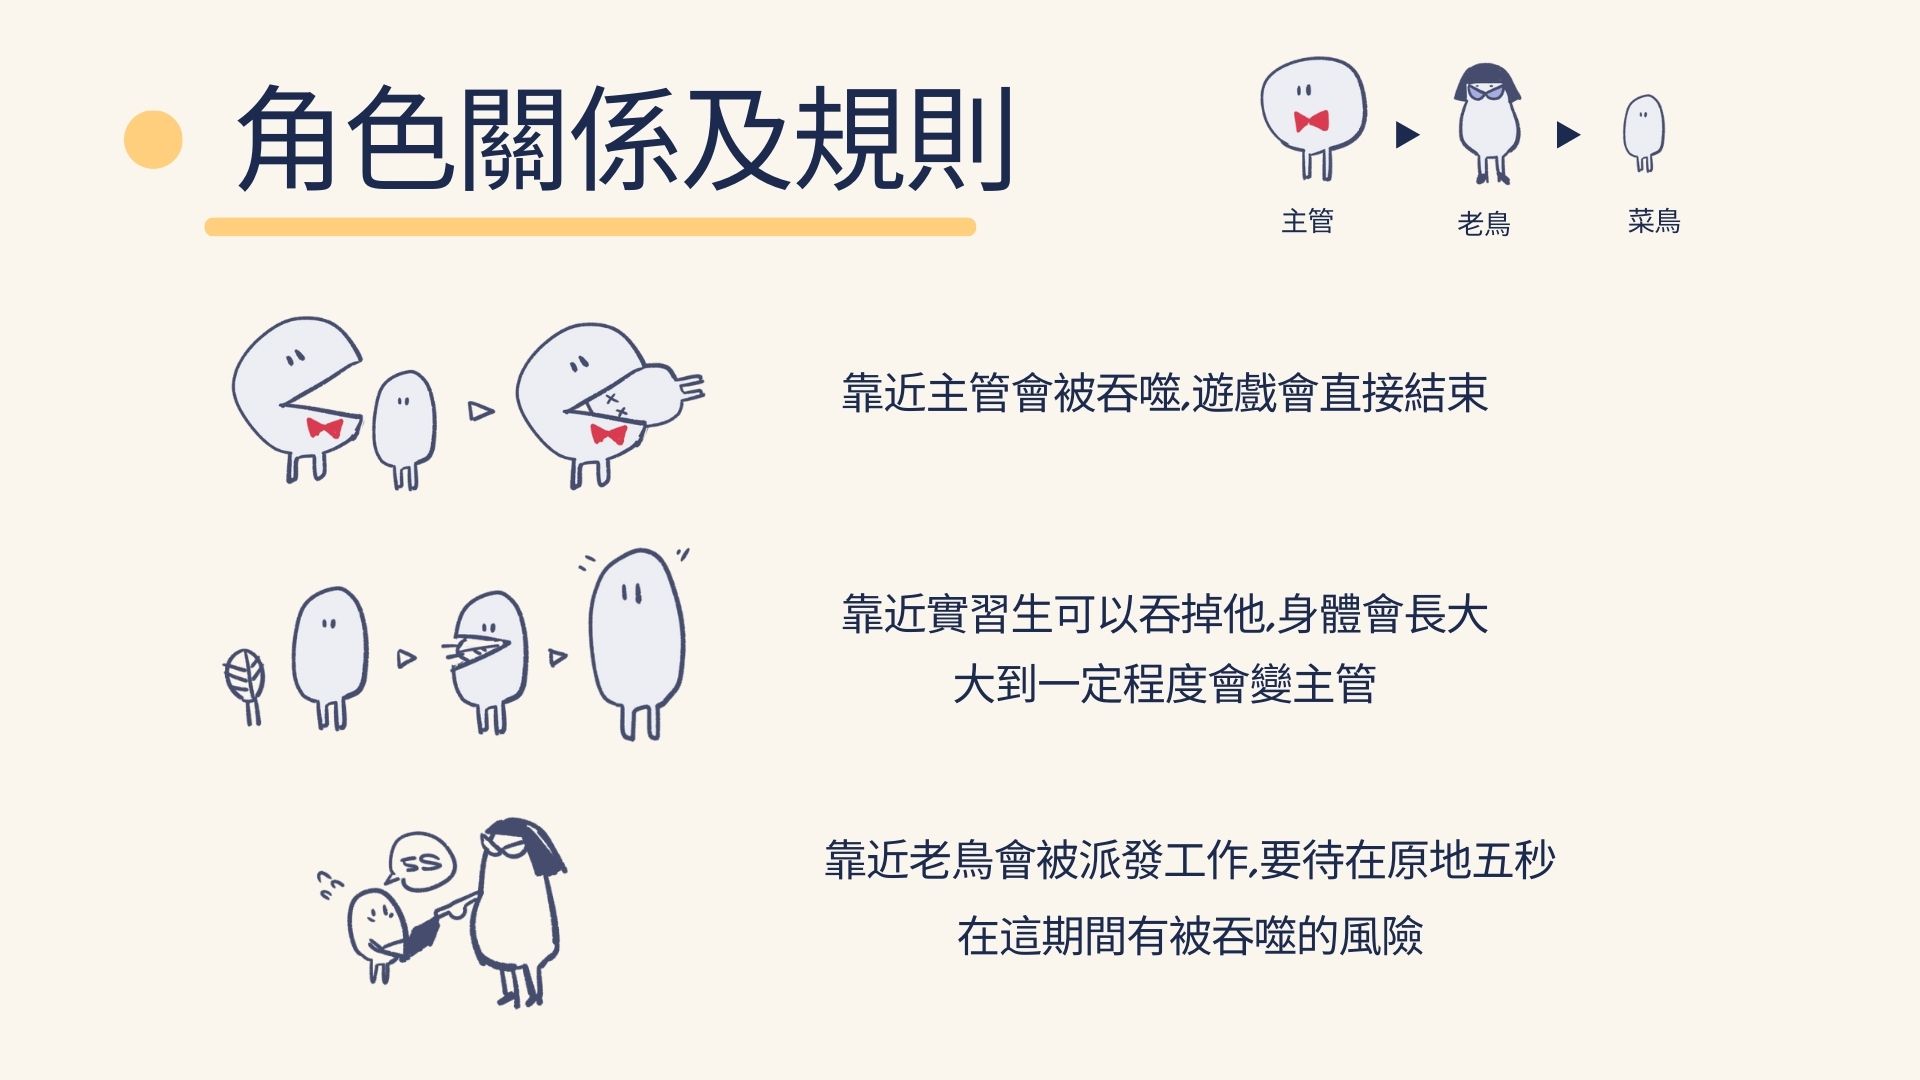 角色關係及規則
主管
老鳥
菜鳥
靠近主管會被吞噬,遊戲會直接結束
靠近實習生可以吞掉他,身體會長大
大到一定程度會變主管
5S
靠近老鳥會被派發工作,要待在原地五秒
在這期間有被吞噬的風險